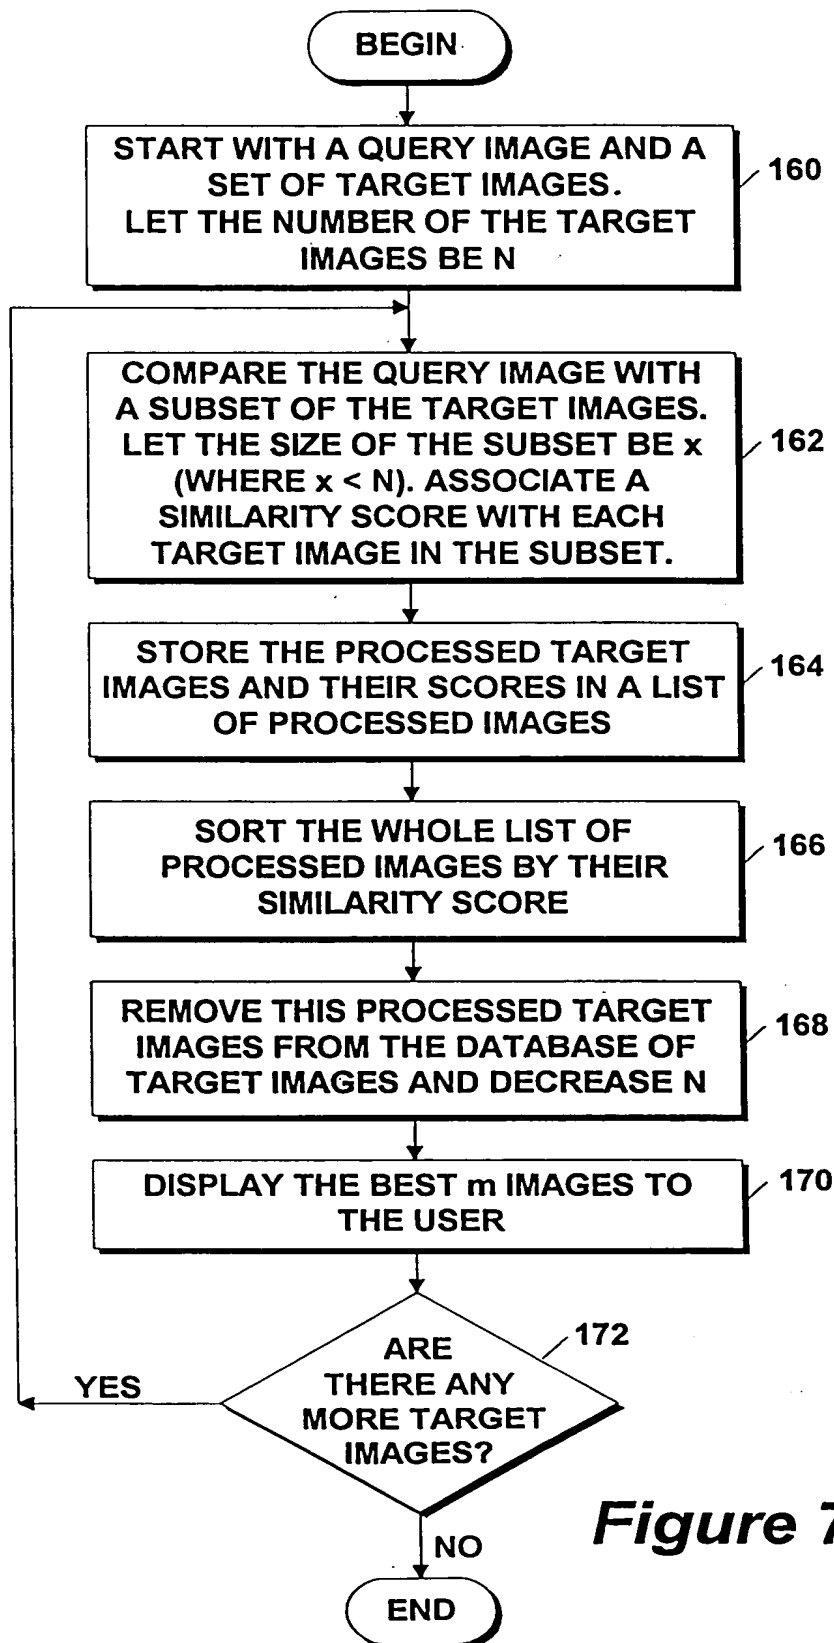 BEGIN
START WITH A QUERY IMAGE AND A
SET OF TARGET IMAGES.
LET THE NUMBER OF THE TARGET
IMAGES BE N
160
COMPARE THE QUERY IMAGE WITH
A SUBSET OF THE TARGET IMAGES.
LET THE SIZE OF THE SUBSET BE x
(WHERE x < N). ASSOCIATE A
SIMILARITY SCORE WITH EACH
TARGET IMAGE IN THE SUBSET.
162
STORE THE PROCESSED TARGET
IMAGES AND THEIR SCORES IN A LIST
OF PROCESSED IMAGES
164
SORT THE WHOLE LIST OF
PROCESSED IMAGES BY THEIR
SIMILARITY SCORE
166
REMOVE THIS PROCESSED TARGET
IMAGES FROM THE DATABASE OF
TARGET IMAGES AND DECREASE N
168
DISPLAY THE BEST m IMAGES TO
THE USER
170
ARE
THERE ANY
MORE TARGET
IMAGES?
172
YES
NO
Figure 7
END